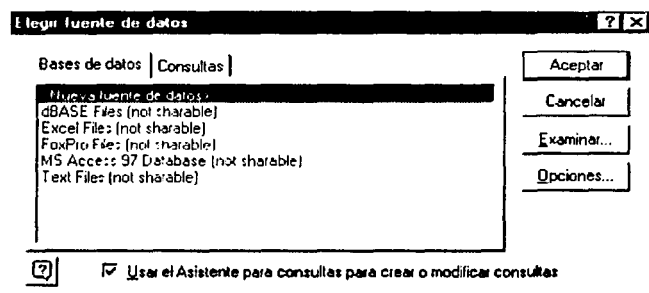 Elegir fuente de datos
Bases de datos
Consultas
<Nueva fuente de datos>
dBASE Files (not sharable)
Excel Files (not sharable)
FoxPro Files (not sharable)
MS Access 97 Database (not sharable)
Text Files (not sharable)
Aceptar
Cancelar
Examinar...
Opciones...
Usar el Asistente para consultas para crear o modificar consultas